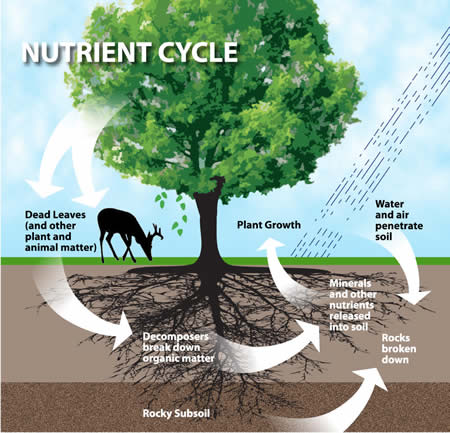 NUTRIENT CYCLE
Dead Leaves
(and other
plant and
animal matter)
Plant Growth
Water
and air
penetrate
soil
Minerals
and other
nutrients
released
into soil
Decomposers
break down
organic matter
Rocks
broken
down
Rocky Subsoil